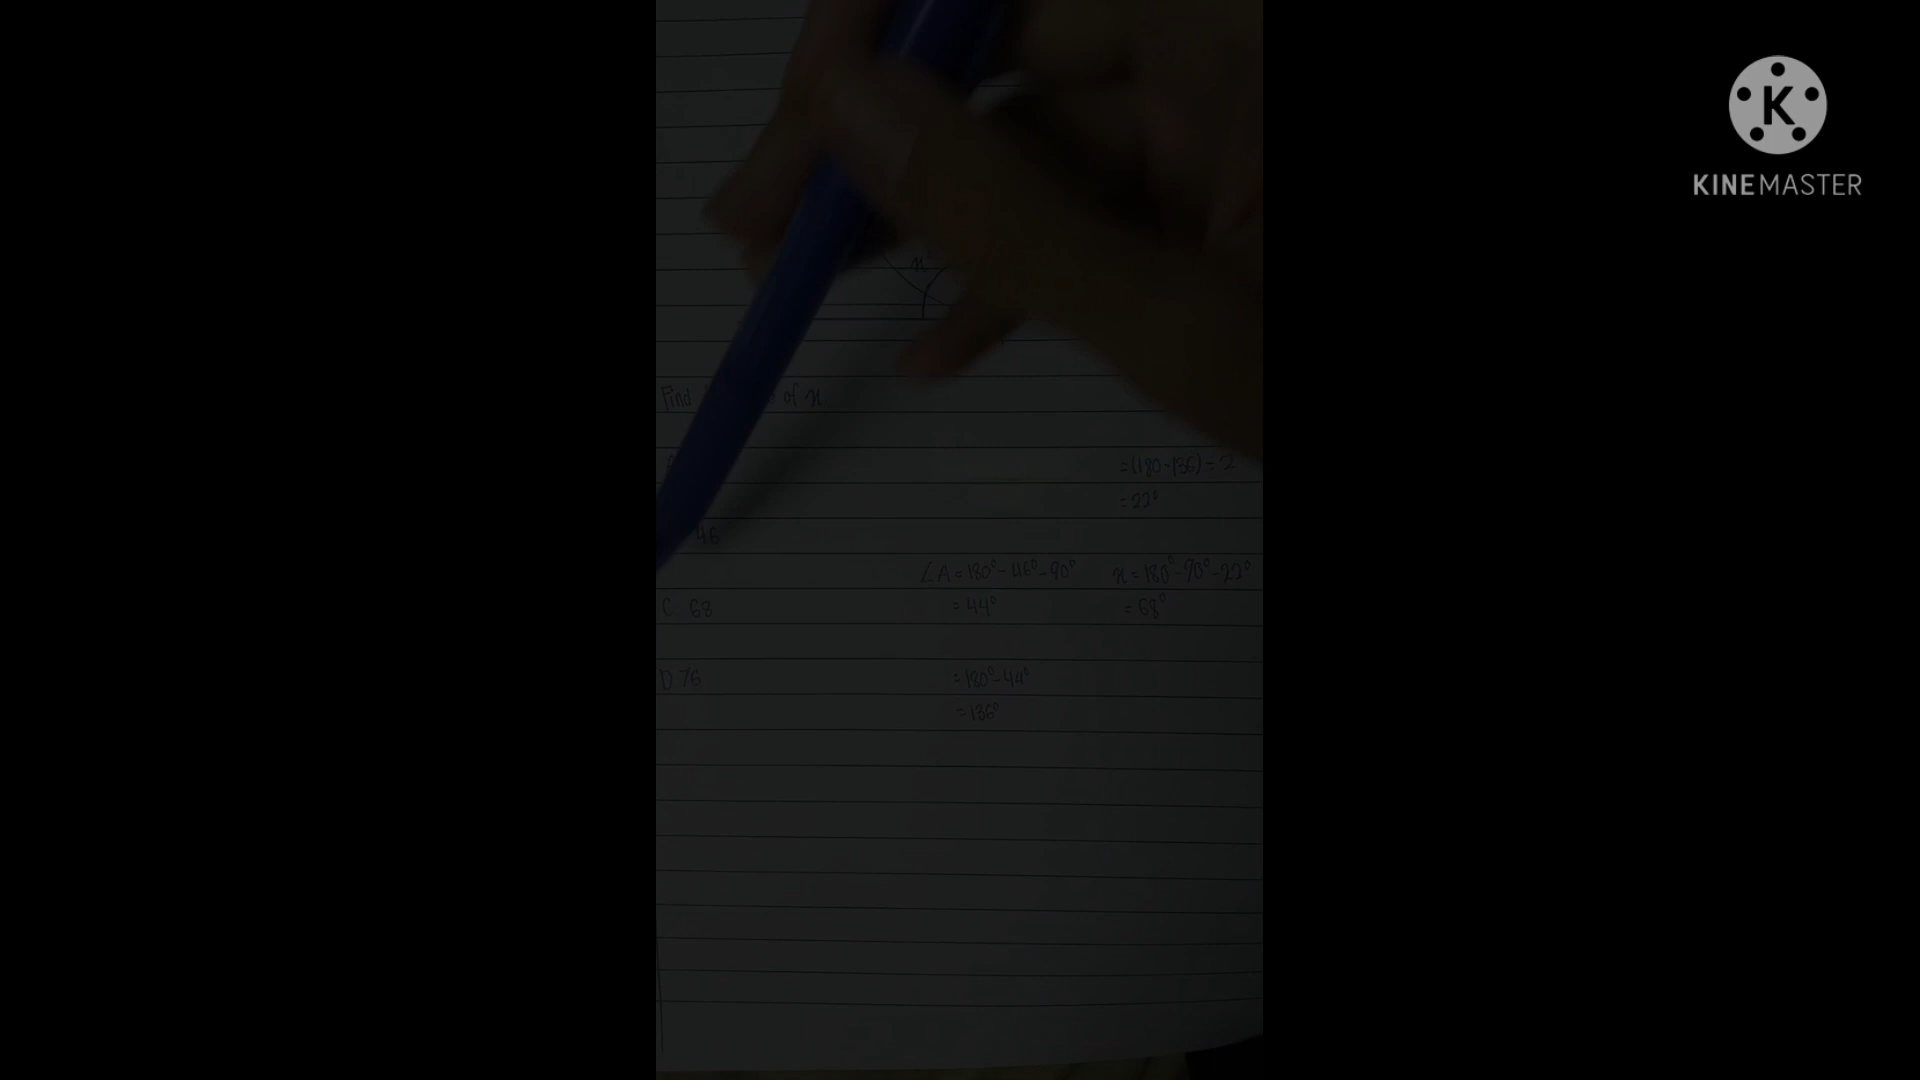 K
KINEMASTER
x
Find of x
= (180 - 136) ÷ 2
= 22°
46
∠A = 180° - 46° - 90°
x = 180° - 90° - 22°
C 68
= 44°
= 68°
D 76
= 180° - 44°
= 136°